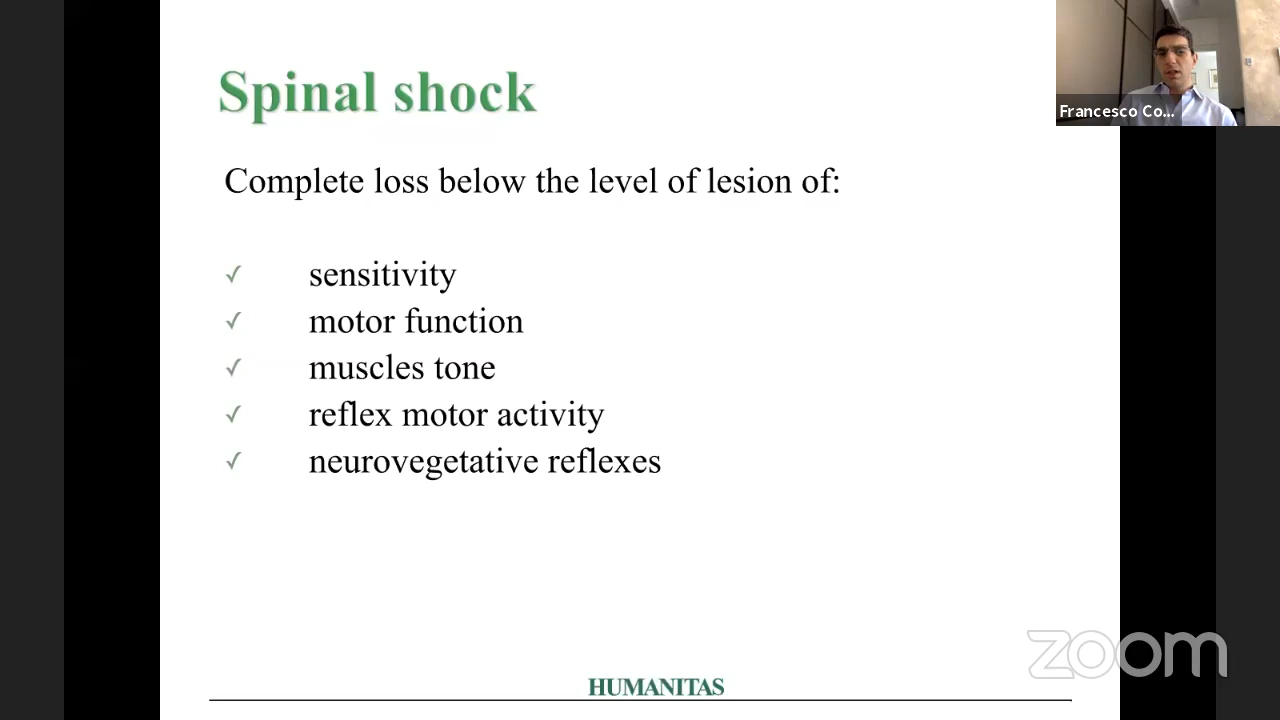 Spinal shock
Francesco Co...
Complete loss below the level of lesion of:
✓ sensitivity
✓ motor function
✓ muscles tone
✓ reflex motor activity
✓ neurovegetative reflexes
zoom
HUMANITAS